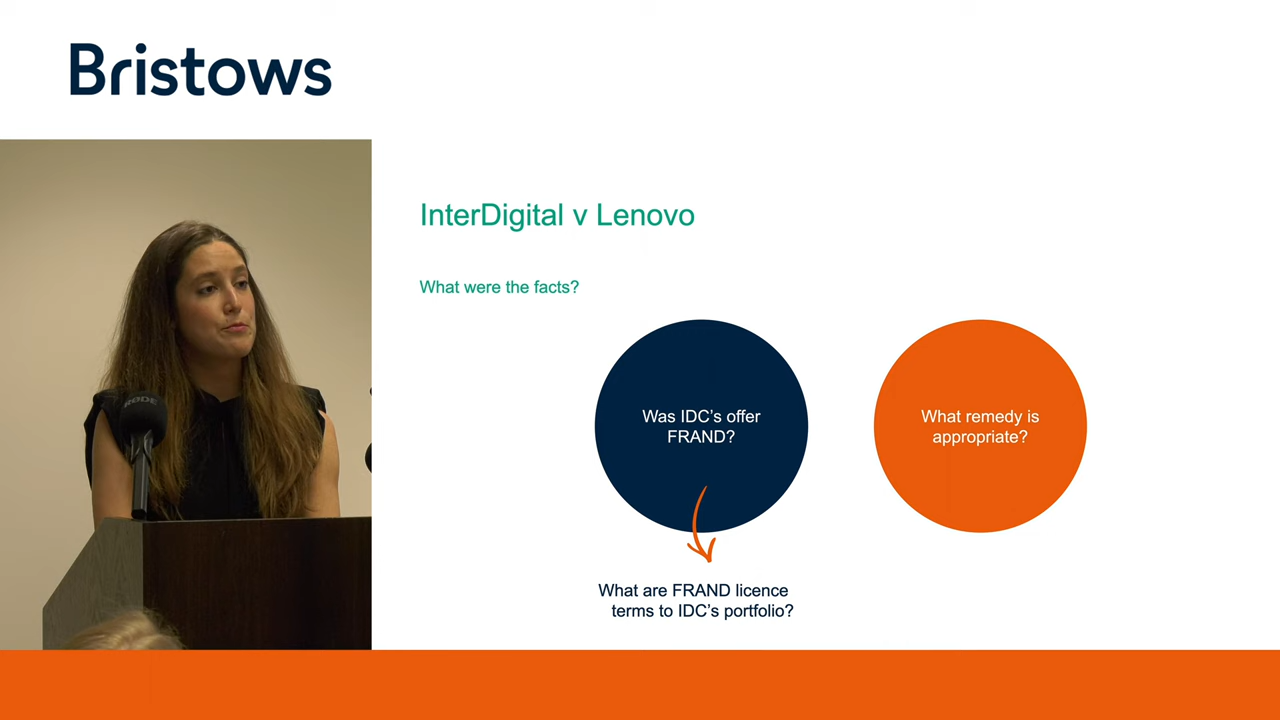 Bristows
InterDigital v Lenovo
What were the facts?
Was IDC's offer
FRAND?
What remedy is
appropriate?
What are FRAND licence
terms to IDC's portfolio?
RØDE